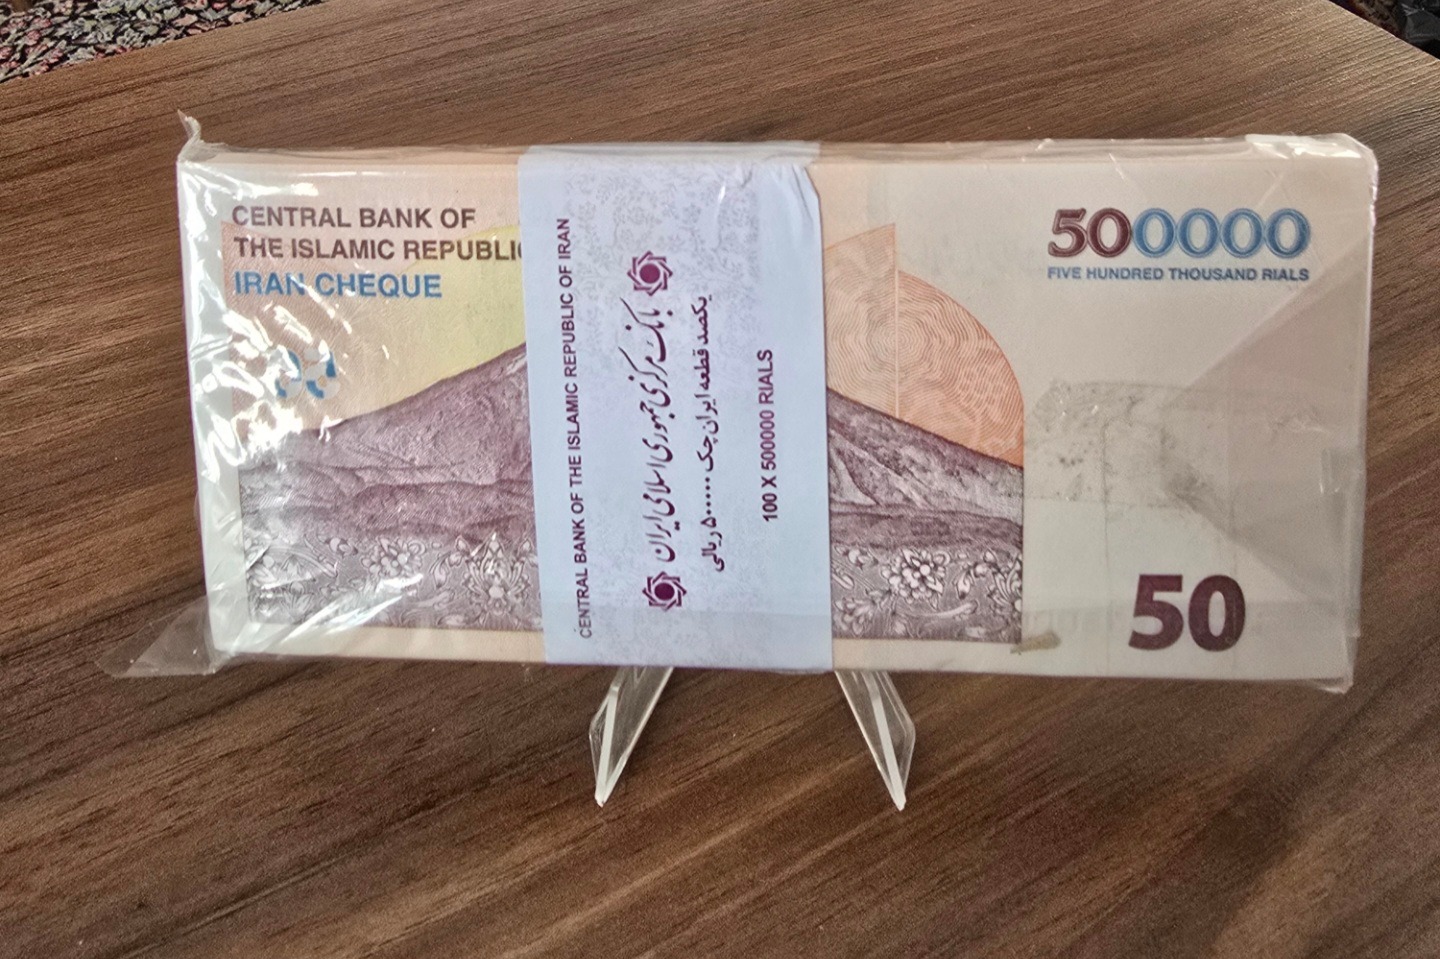 CENTRAL BANK OF
THE ISLAMIC REPUBLI
IRAN CHEQUE
CENTRAL BANK OF THE ISLAMIC REPUBLIC OF IRAN
بانک مرکزی جمهوری اسلامی ایران
یکصد قطعه ایران چک ۵۰۰۰۰۰ ریالی
100 X 500000 RIALS
500000
FIVE HUNDRED THOUSAND RIALS
50